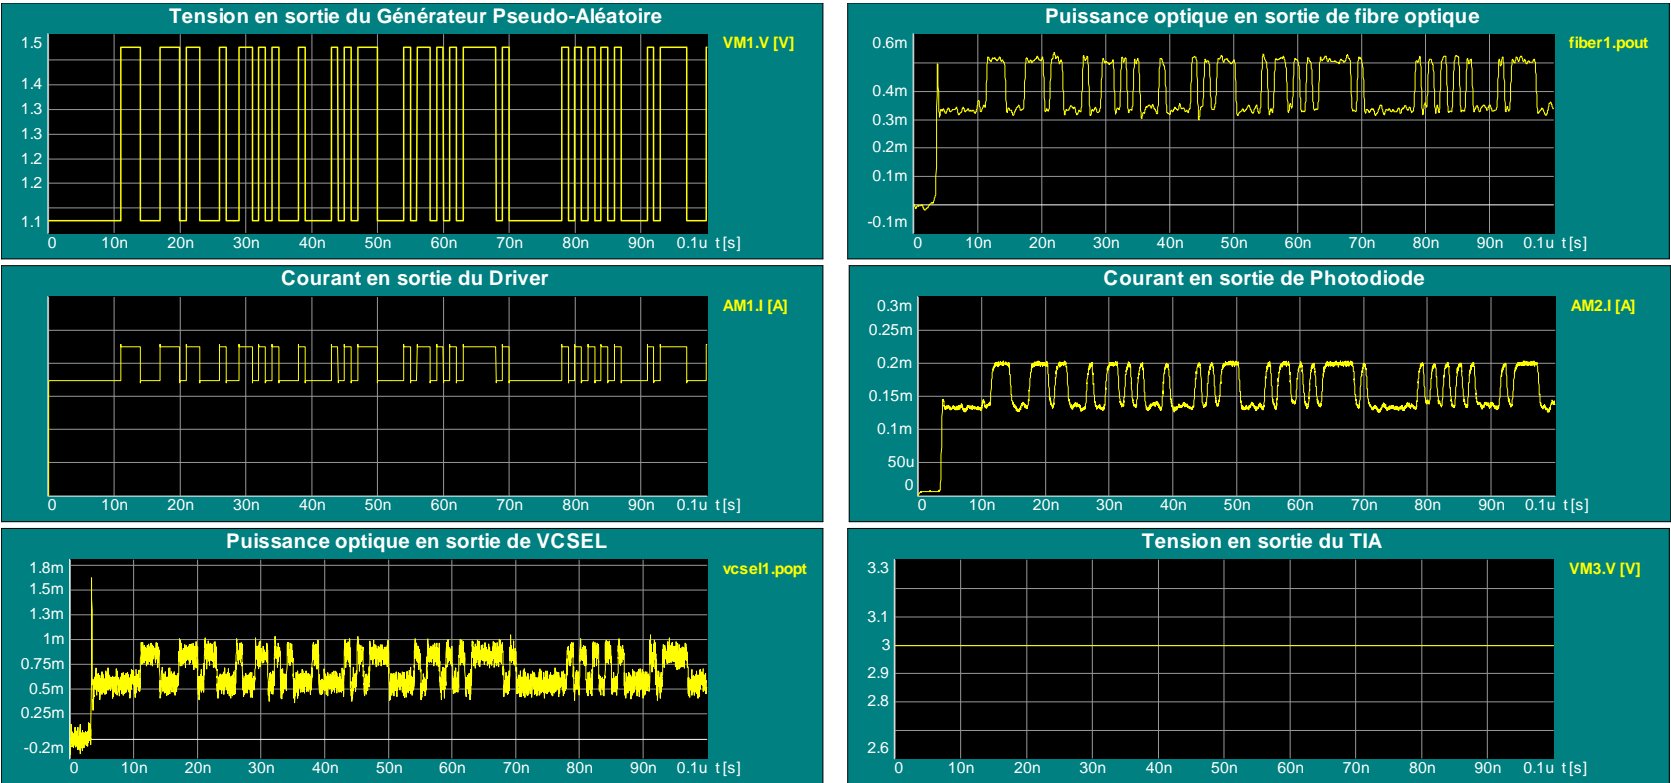 Tension en sortie du Générateur Pseudo-Aléatoire
VM1.V [V]
1.5
1.4
1.3
1.3
1.2
1.2
1.1
0 10n 20n 30n 40n 50n 60n 70n 80n 90n 0.1u t [s]
Puissance optique en sortie de fibre optique
fiber1.pout
0.6m
0.4m
0.3m
0.2m
0.1m
-0.1m
0 10n 20n 30n 40n 50n 60n 70n 80n 90n 0.1u t [s]
Courant en sortie du Driver
AM1.I [A]
0 10n 20n 30n 40n 50n 60n 70n 80n 90n 0.1u t [s]
Courant en sortie de Photodiode
AM2.I [A]
0.3m
0.25m
0.2m
0.15m
0.1m
50u
0
0 10n 20n 30n 40n 50n 60n 70n 80n 90n 0.1u t [s]
Puissance optique en sortie de VCSEL
vcsel1.popt
1.8m
1.5m
1.3m
1m
0.75m
0.5m
0.25m
-0.2m
0 10n 20n 30n 40n 50n 60n 70n 80n 90n 0.1u t [s]
Tension en sortie du TIA
VM3.V [V]
3.3
3.1
3
2.9
2.8
2.6
0 10n 20n 30n 40n 50n 60n 70n 80n 90n 0.1u t [s]